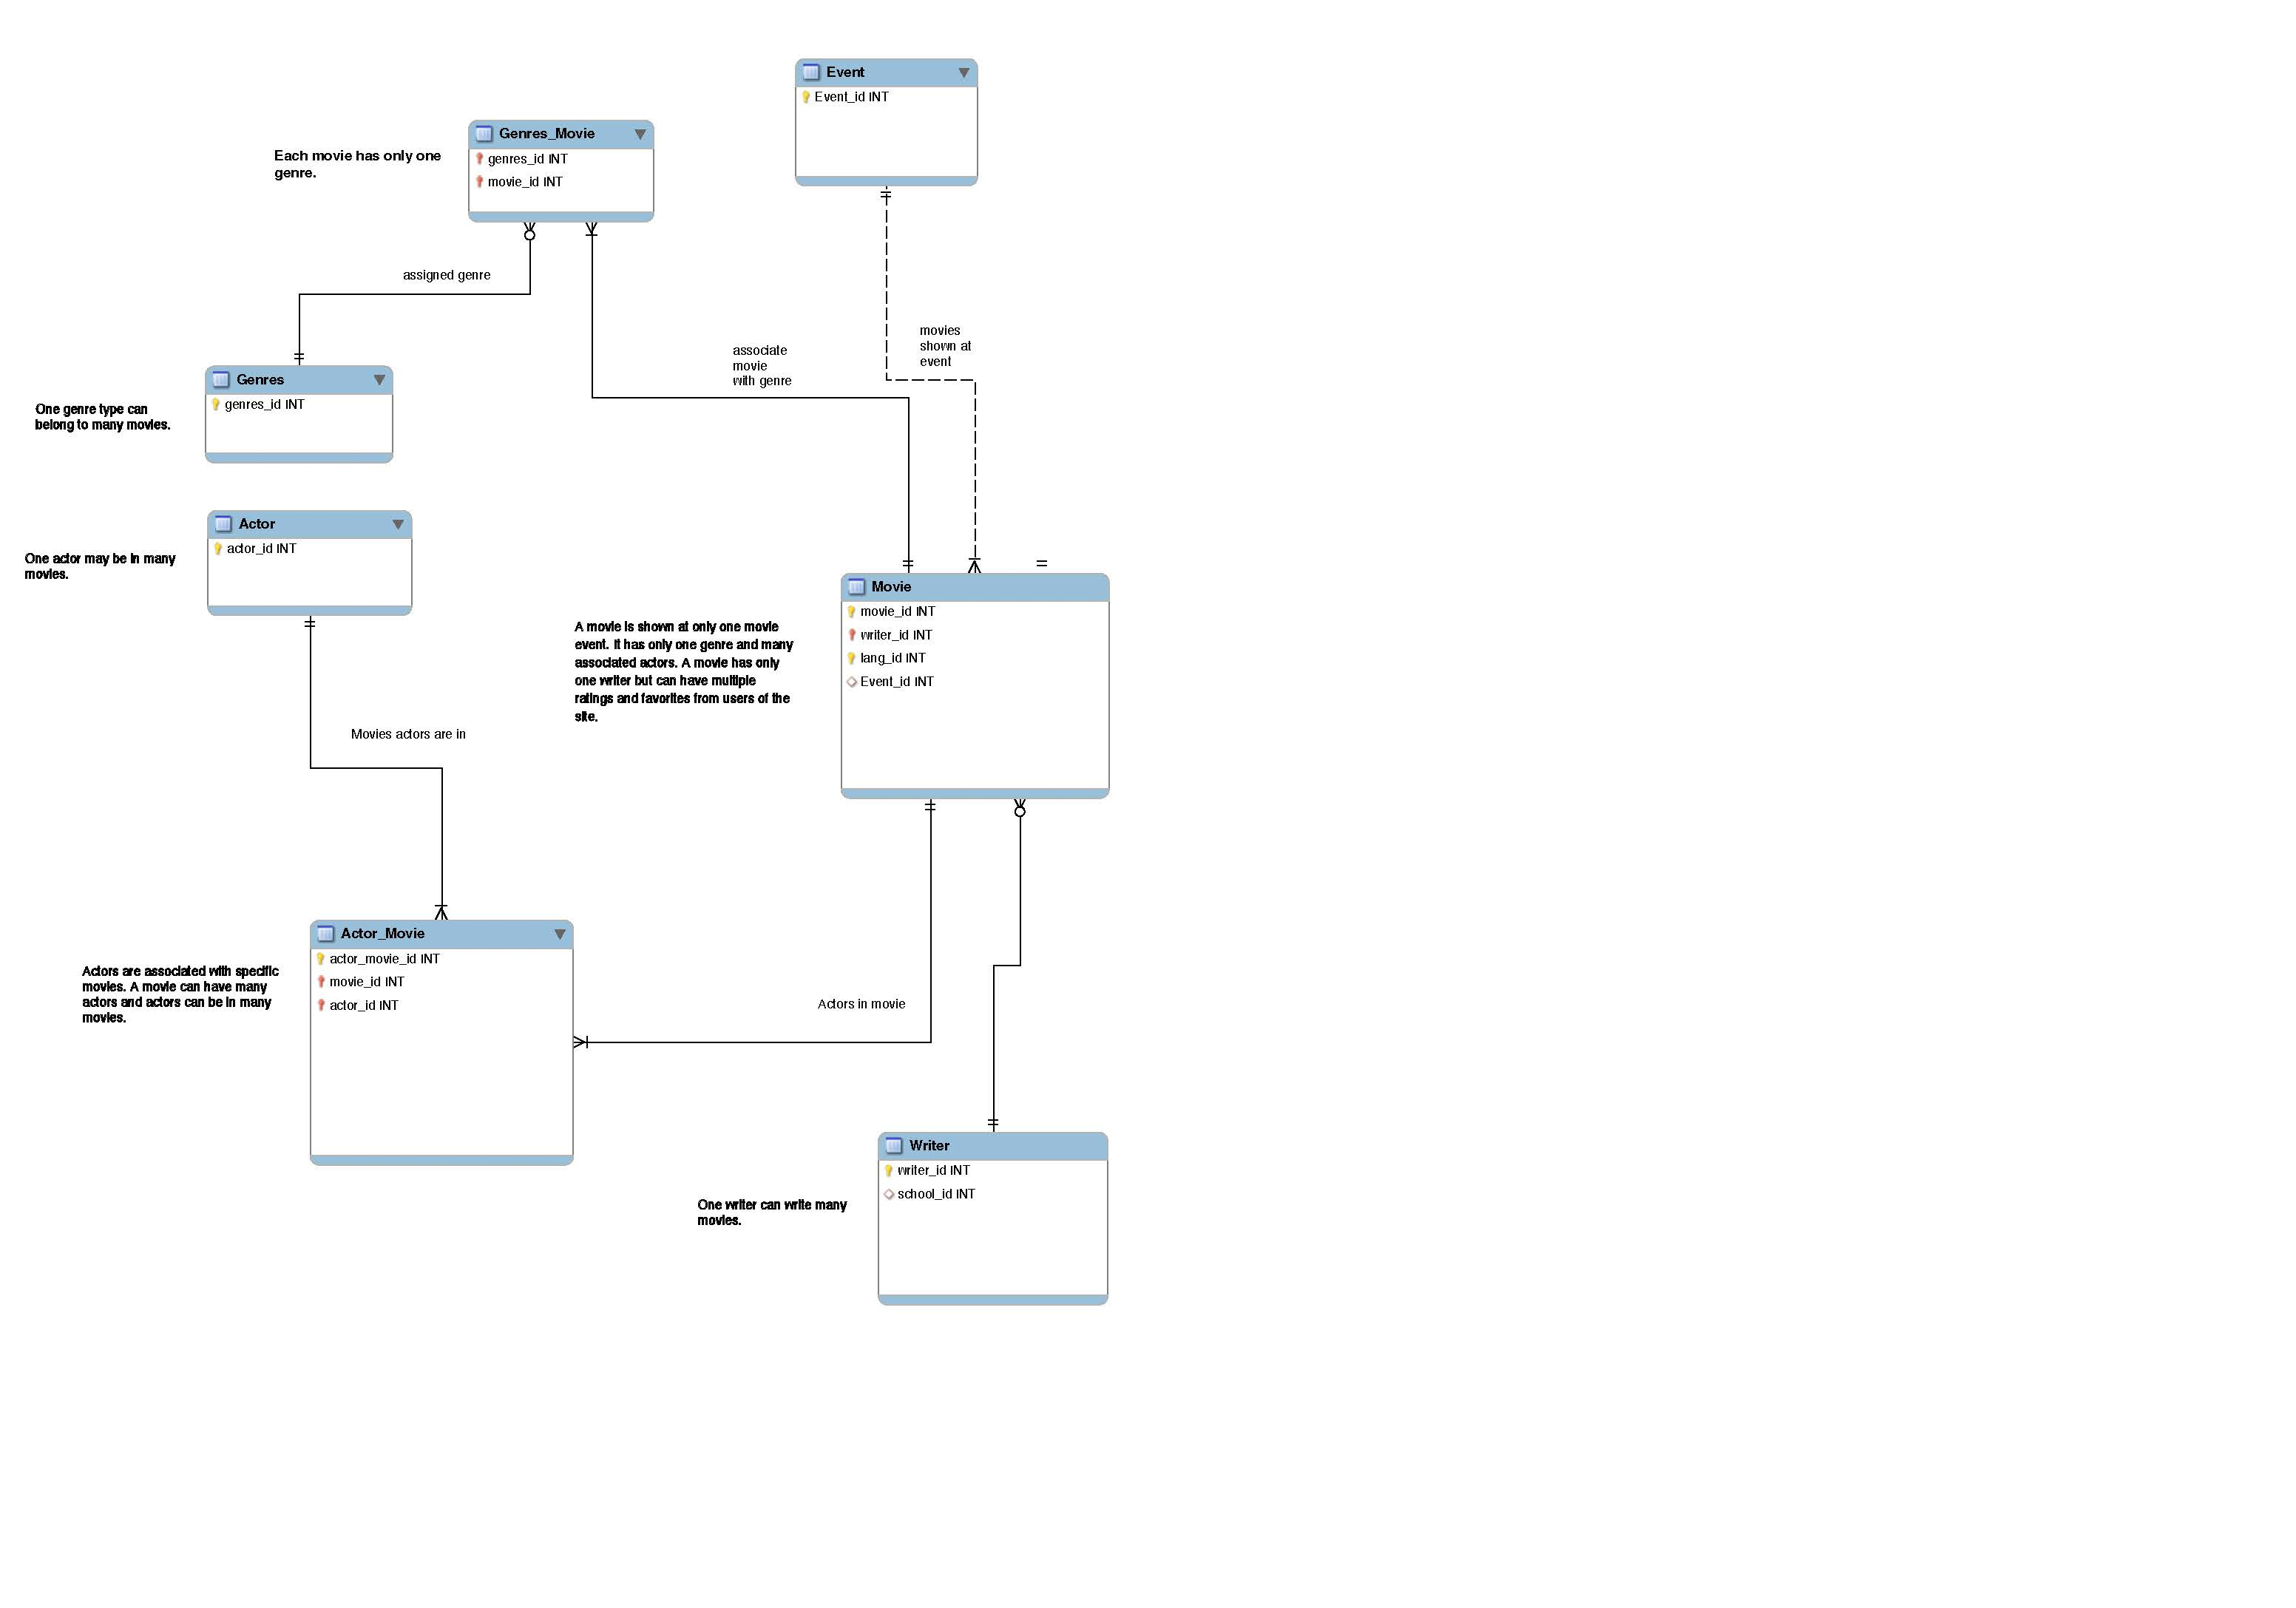 Event
Event_id INT
Genres_Movie
genres_id INT
movie_id INT
Each movie has only one
genre.
assigned genre
movies
shown at
event
associate
movie
with genre
Genres
genres_id INT
One genre type can
belong to many movies.
Actor
actor_id INT
One actor may be in many
movies.
Movie
movie_id INT
writer_id INT
lang_id INT
Event_id INT
A movie is shown at only one movie
event. It has only one genre and many
associated actors. A movie has only
one writer but can have multiple
ratings and favorites from users of the
site.
Movies actors are in
Actor_Movie
actor_movie_id INT
movie_id INT
actor_id INT
Actors are associated with specific
movies. A movie can have many
actors and actors can be in many
movies.
Actors in movie
Writer
writer_id INT
school_id INT
One writer can write many
movies.